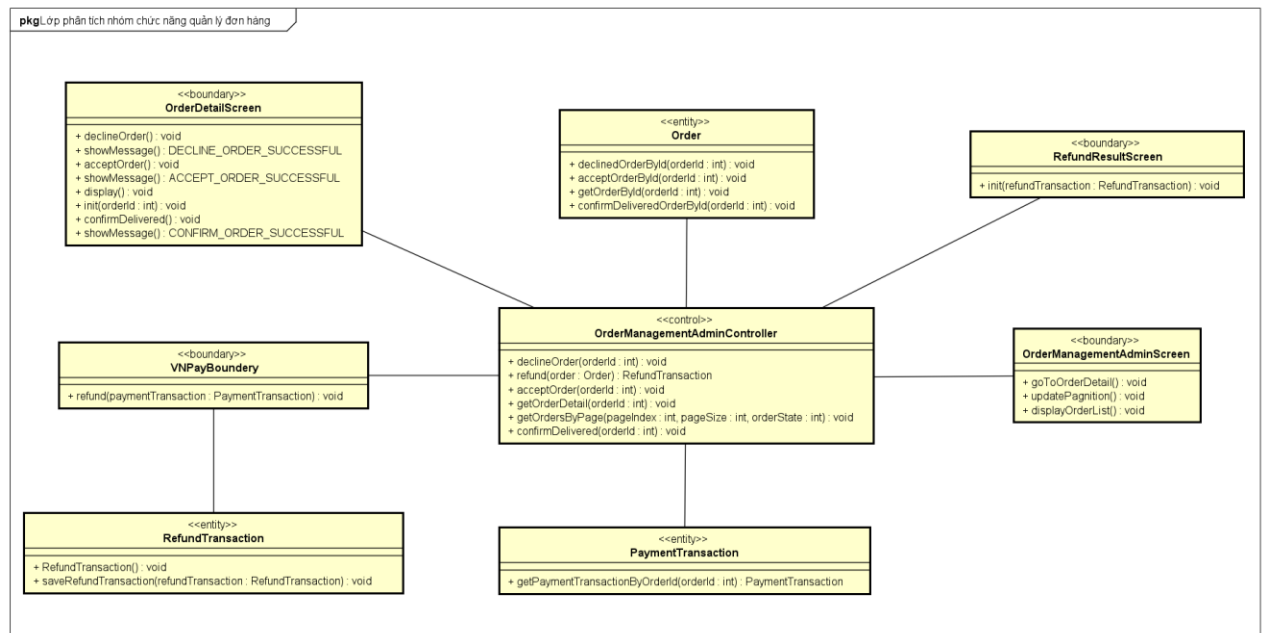 pkg Lớp phân tích nhóm chức năng quản lý đơn hàng
<<boundary>>
OrderDetailScreen
+ declineOrder() : void
+ showMessage() : DECLINE_ORDER_SUCCESSFUL
+ acceptOrder() : void
+ showMessage() : ACCEPT_ORDER_SUCCESSFUL
+ display() : void
+ init(orderId : int) : void
+ confirmDelivered() : void
+ showMessage() : CONFIRM_ORDER_SUCCESSFUL
<<entity>>
Order
+ declinedOrderById(orderId : int) : void
+ acceptOrderById(orderId : int) : void
+ getOrderById(orderId : int) : void
+ confirmDeliveredOrderById(orderId : int) : void
<<boundary>>
RefundResultScreen
+ init(refundTransaction : RefundTransaction) : void
<<boundary>>
VNPayBoundery
+ refund(paymentTransaction : PaymentTransaction) : void
<<control>>
OrderManagementAdminController
+ declineOrder(orderId : int) : void
+ refund(order : Order) : RefundTransaction
+ acceptOrder(orderId : int) : void
+ getOrderDetail(orderId : int) : void
+ getOrdersByPage(pageIndex : int, pageSize : int, orderState : int) : void
+ confirmDelivered(orderId : int) : void
<<boundary>>
OrderManagementAdminScreen
+ goToOrderDetail() : void
+ updatePagnition() : void
+ displayOrderList() : void
<<entity>>
RefundTransaction
+ RefundTransaction() : void
+ saveRefundTransaction(refundTransaction : RefundTransaction) : void
<<entity>>
PaymentTransaction
+ getPaymentTransactionByOrderId(orderId : int) : PaymentTransaction